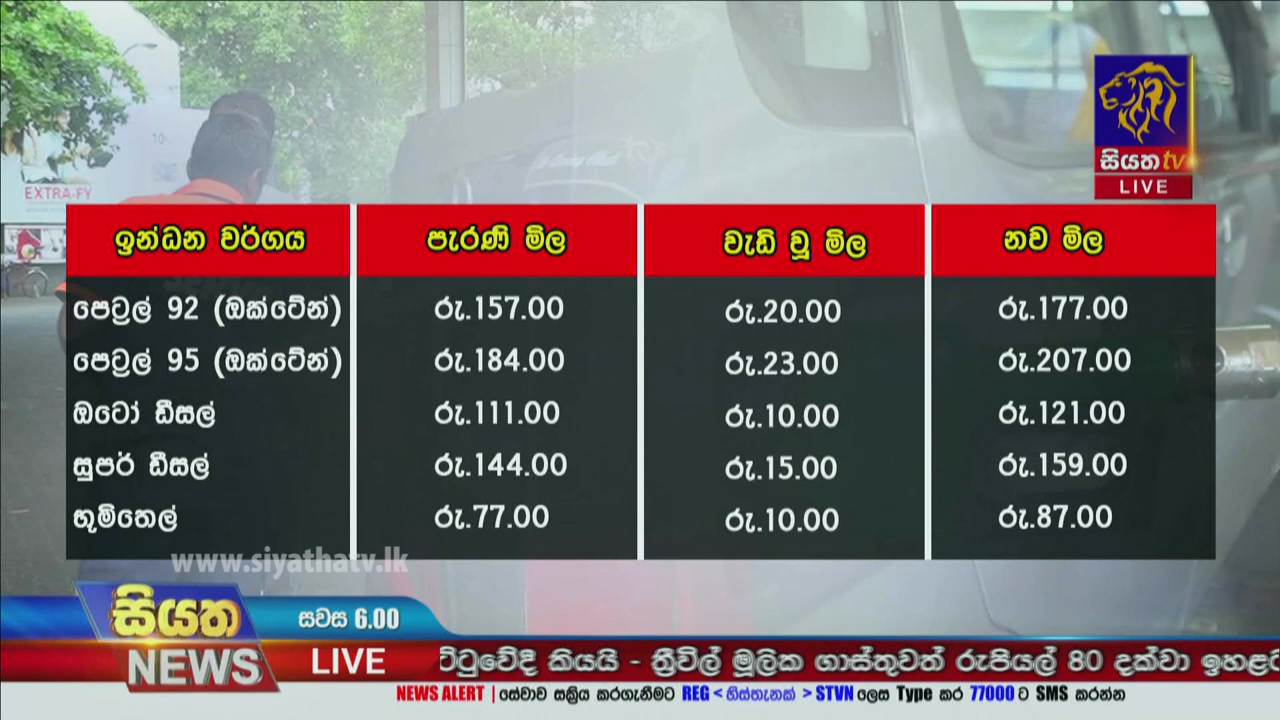 සියත tv
LIVE
EXTRA-
ඉන්ධන වර්ගය පැරණි මිල වැඩි වූ මිල නව මිල
පෙට්‍රල් 92 (ඔක්ටේන්) රු.157.00 රු.20.00 රු.177.00
පෙට්‍රල් 95 (ඔක්ටේන්) රු.184.00 රු.23.00 රු.207.00
ඔටෝ ඩීසල් රු.111.00 රු.10.00 රු.121.00
සුපර් ඩීසල් රු.144.00 රු.15.00 රු.159.00
භූමිතෙල් රු.77.00 රු.10.00 රු.87.00
www.siyathatv.lk
සියත
NEWS
සවස 6.00
LIVE
ට්ටුවේදී කියයි - ත්‍රීවිල් මූලික ගාස්තුවත් රුපියල් 80 දක්වා ඉහළට
NEWS ALERT | සේවාව සක්‍රිය කරගැනීමට REG < හිස්තැනක් > STVN ලෙස Type කර 77000 ට SMS කරන්න